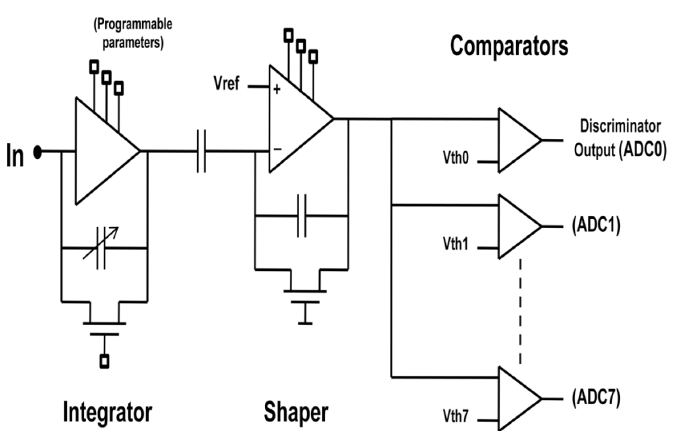 (Programmable
parameters)
Comparators
Vref
+
−
In
Vth0
Discriminator
Output (ADC0)
Vth1
(ADC1)
Vth7
(ADC7)
Integrator
Shaper